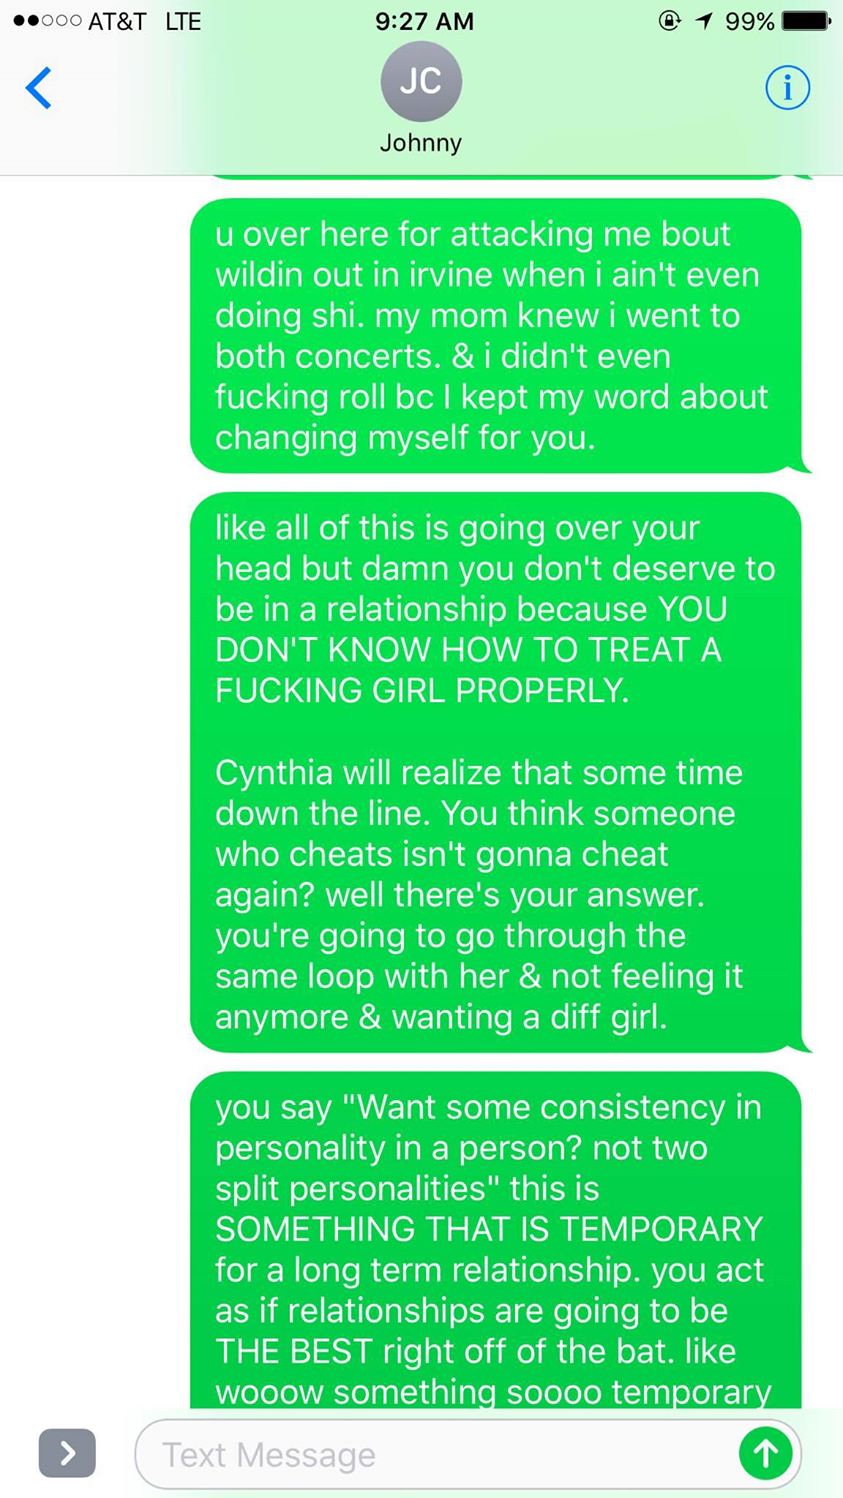 AT&T LTE 9:27 AM 99%
JC
Johnny
u over here for attacking me bout
wildin out in irvine when i ain't even
doing shi. my mom knew i went to
both concerts. & i didn't even
fucking roll bc I kept my word about
changing myself for you.
like all of this is going over your
head but damn you don't deserve to
be in a relationship because YOU
DON'T KNOW HOW TO TREAT A
FUCKING GIRL PROPERLY.
Cynthia will realize that some time
down the line. You think someone
who cheats isn't gonna cheat
again? well there's your answer.
you're going to go through the
same loop with her & not feeling it
anymore & wanting a diff girl.
you say "Want some consistency in
personality in a person? not two
split personalities" this is
SOMETHING THAT IS TEMPORARY
for a long term relationship. you act
as if relationships are going to be
THE BEST right off of the bat. like
wooow something soooo temporary
Text Message